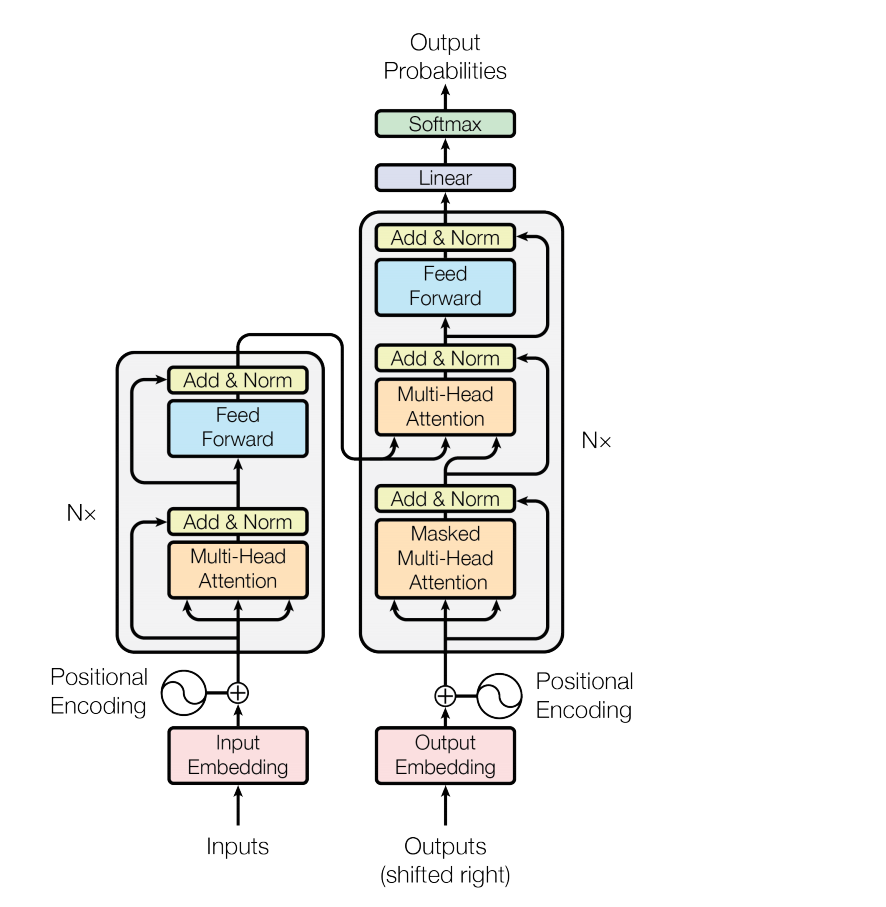 Output
Probabilities
Softmax
Linear
Add & Norm
Feed
Forward
Add & Norm
Multi-Head
Attention
Add & Norm
Masked
Multi-Head
Attention
N×
Add & Norm
Feed
Forward
Add & Norm
Multi-Head
Attention
N×
Positional
Encoding
Positional
Encoding
Input
Embedding
Output
Embedding
Inputs
Outputs
(shifted right)